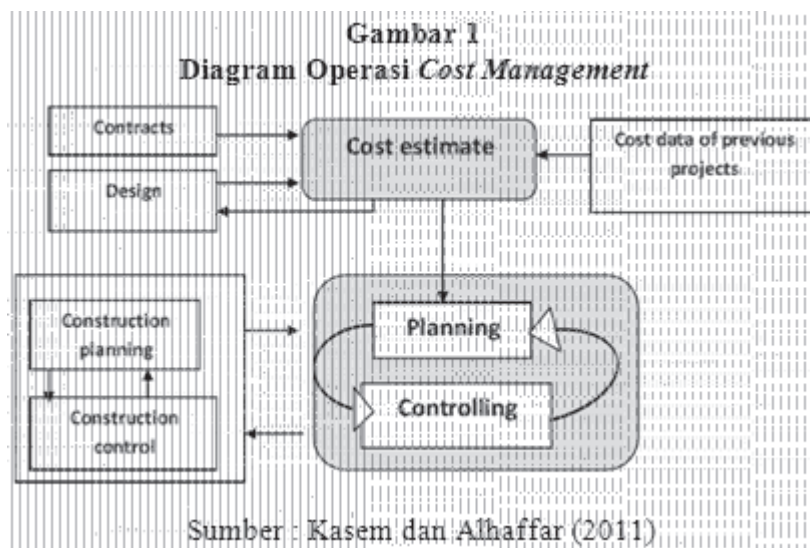 Gambar 1
Diagram Operasi Cost Management
Contracts
Cost estimate
Cost data of previous
projects
Design
Construction
planning
Planning
Controlling
Construction
control
Sumber : Kasem dan Alhaffar (2011)